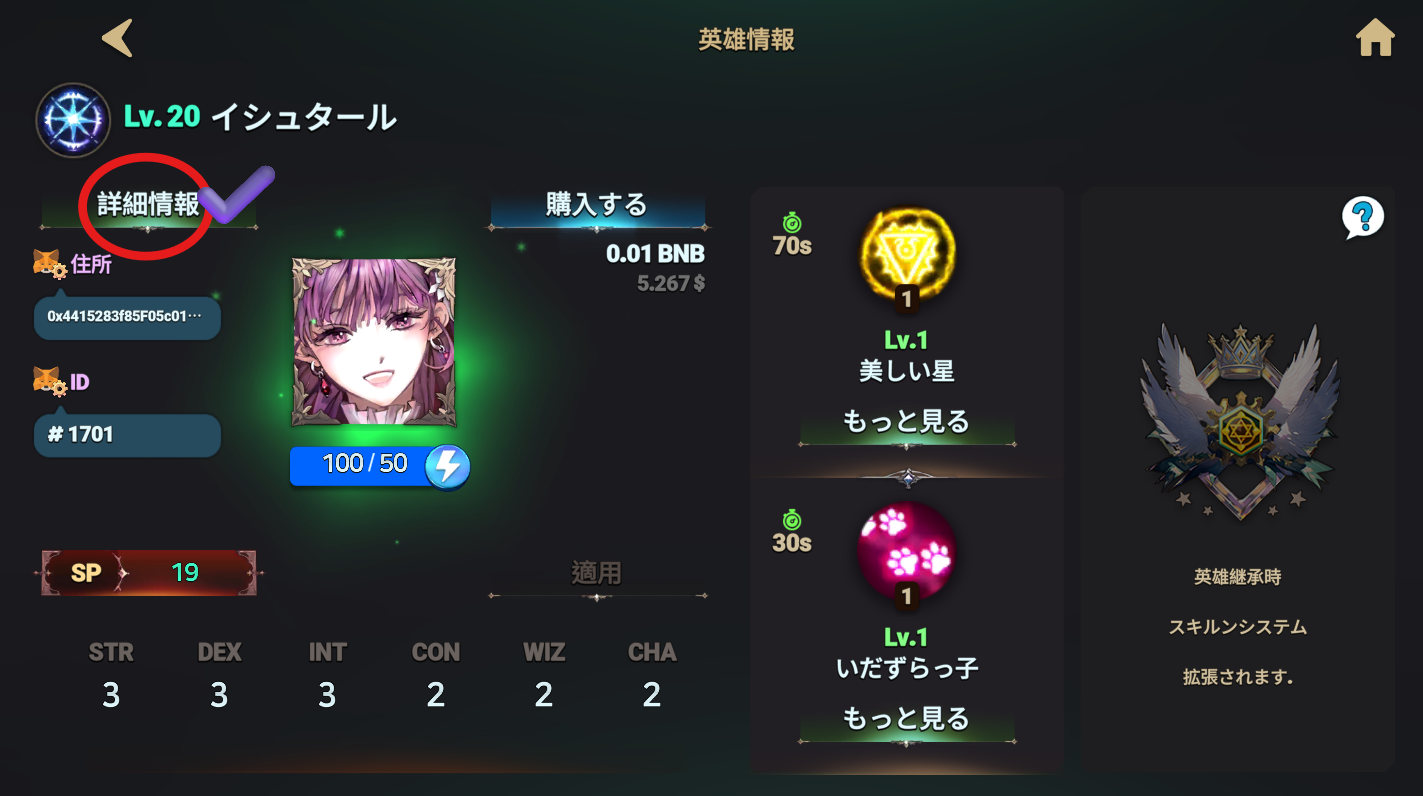 英雄情報
Lv. 20 イシュタール
詳細情報
購入する
住所
0x4415283f85F05c01…
ID
# 1701
0.01 BNB
5.267 $
100 / 50
SP 19
適用
STR DEX INT CON WIZ CHA
3 3 3 2 2 2
70s
1
Lv.1
美しい星
もっと見る
30s
1
Lv.1
いだずらっ子
もっと見る
?
英雄継承時
スキルンシステム
拡張されます.